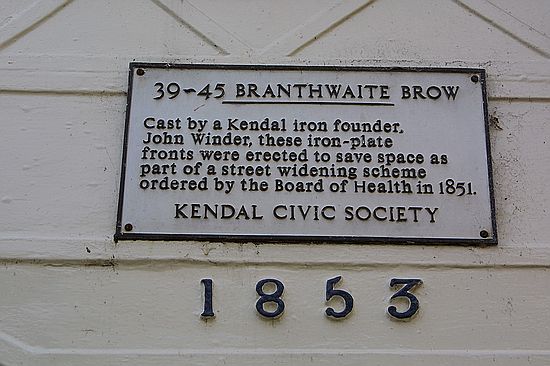 39~45 BRANTHWAITE BROW
Cast by a Kendal iron founder,
John Winder, these iron-plate
fronts were erected to save space as
part of a street widening scheme
ordered by the Board of Health in 1851.
KENDAL CIVIC SOCIETY
1853